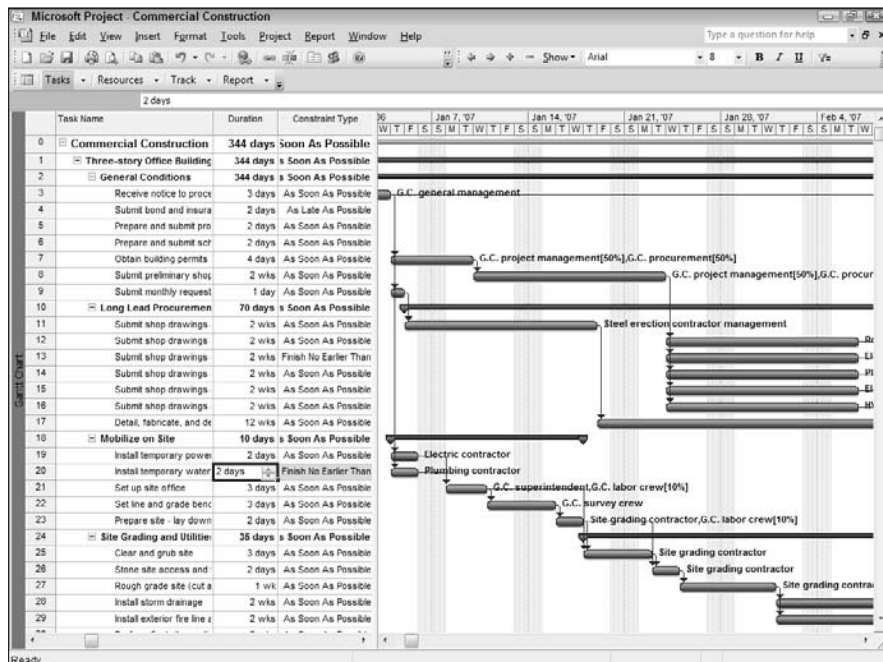 Microsoft Project - Commercial Construction
File Edit View Insert Format Tools Project Report Window Help
Type a question for help
Show Arial 8 B I U
Tasks Resources Track Report
2 days
Task Name Duration Constraint Type
Jan 7, '07 Jan 14, '07 Jan 21, '07 Jan 28, '07 Feb 4, '07
W T F S S M T W T F S S M T W T F S S M T W T F S S M T W T F S S M T W
0 Commercial Construction 344 days Soon As Possible
1 Three-story Office Building 344 days s Soon As Possible
2 General Conditions 344 days s Soon As Possible
3 Receive notice to proce 3 days As Soon As Possible G.C. general management
4 Submit bond and insura 2 days As Late As Possible
5 Prepare and submit pro 2 days As Soon As Possible
6 Prepare and submit sch 2 days As Soon As Possible
7 Obtain building permits 4 days As Soon As Possible G.C. project management[50%],G.C. procurement[50%]
8 Submit prelimary shop 2 wks As Soon As Possible G.C. project management[50%],G.C. procur
9 Submit monthly request 1 day As Soon As Possible
10 Long Lead Procuremen 70 days s Soon As Possible
11 Submit shop drawings 2 wks As Soon As Possible Steel erection contractor management
12 Submit shop drawings 2 wks As Soon As Possible
13 Submit shop drawings 2 wks Finish No Earlier Than
14 Submit shop drawings 2 wks As Soon As Possible
15 Submit shop drawings 2 wks As Soon As Possible
16 Submit shop drawings 2 wks As Soon As Possible
17 Detail, fabricate, and de 12 wks As Soon As Possible
18 Mobilize on Site 10 days s Soon As Possible
19 Install temporary power 2 days As Soon As Possible Electric contractor
20 Install temporary water 2 days Finish No Earlier Than Plumbing contractor
21 Set up site office 3 days As Soon As Possible G.C. superintendent,G.C. labor crew[10%]
22 Set line and grade benc 3 days As Soon As Possible G.C. survey crew
23 Prepare site - lay down 2 days As Soon As Possible Site grading contractor,G.C. labor crew[10%]
24 Site Grading and Utilitie 35 days s Soon As Possible
25 Clear and grub site 3 days As Soon As Possible Site grading contractor
26 Stone site access and 2 days As Soon As Possible Site grading contractor
27 Rough grade site (cut a 1 wk As Soon As Possible Site grading contra
28 Install storm drainage 2 wks As Soon As Possible
29 Install exterior fire line a 2 wks As Soon As Possible
Gantt Chart
Ready